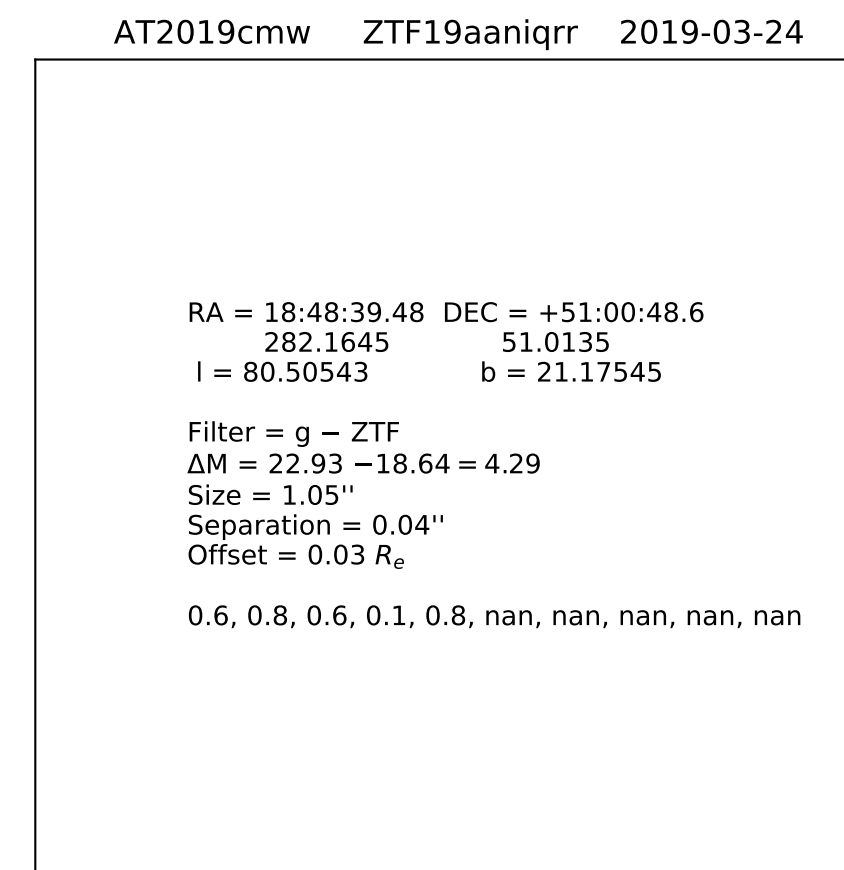 AT2019cmw ZTF19aaniqrr 2019-03-24
RA = 18:48:39.48 DEC = +51:00:48.6
282.1645 51.0135
l = 80.50543 b = 21.17545
Filter = g − ZTF
ΔM = 22.93 −18.64 = 4.29
Size = 1.05''
Separation = 0.04''
Offset = 0.03 Re
0.6, 0.8, 0.6, 0.1, 0.8, nan, nan, nan, nan, nan